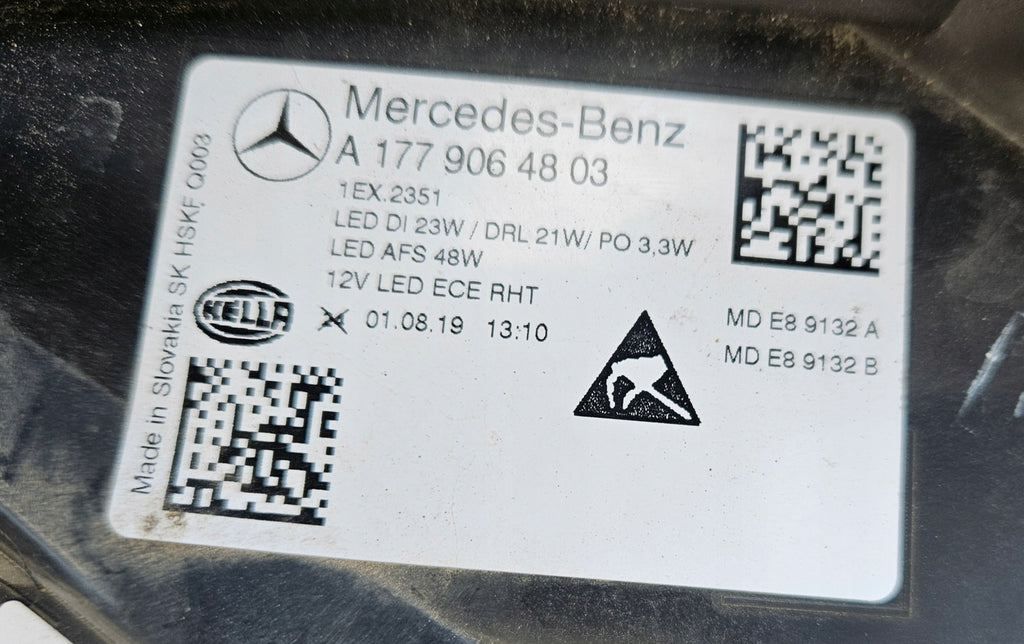 Mercedes-Benz
A 177 906 48 03
1EX.2351
LED DI 23W / DRL 21W/ PO 3,3W
LED AFS 48W
12V LED ECE RHT
HELLA
01.08.19 13:10
MD E8 9132 A
MD E8 9132 B
Made in Slovakia SK HSKF Q003